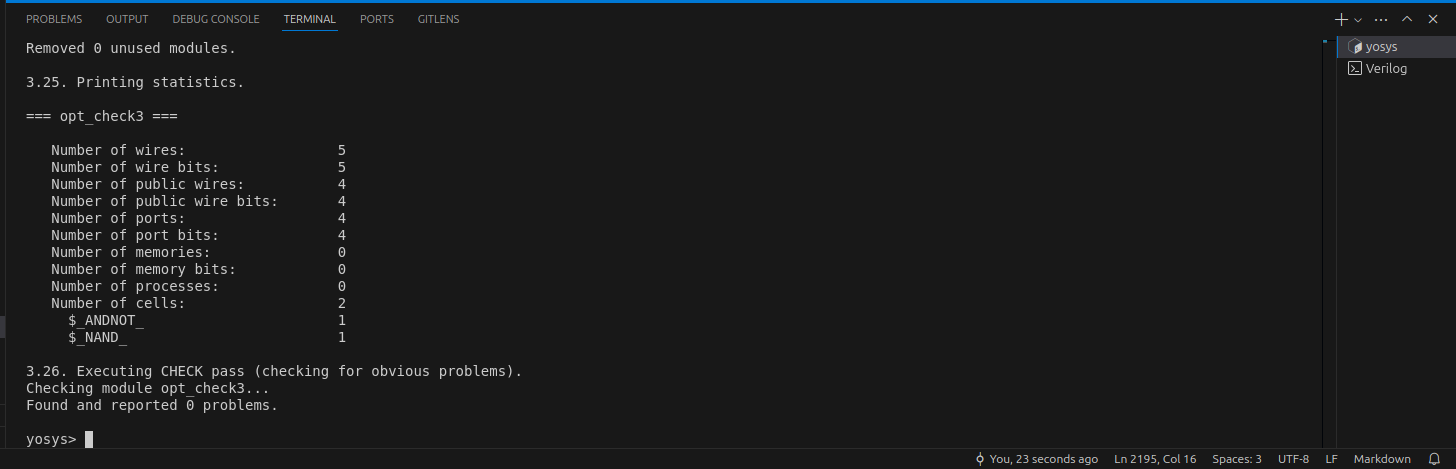 PROBLEMS OUTPUT DEBUG CONSOLE TERMINAL PORTS GITLENS
Removed 0 unused modules.
3.25. Printing statistics.
=== opt_check3 ===
Number of wires: 5
Number of wire bits: 5
Number of public wires: 4
Number of public wire bits: 4
Number of ports: 4
Number of port bits: 4
Number of memories: 0
Number of memory bits: 0
Number of processes: 0
Number of cells: 2
$_ANDNOT_ 1
$_NAND_ 1
3.26. Executing CHECK pass (checking for obvious problems).
Checking module opt_check3...
Found and reported 0 problems.
yosys>
yosys
Verilog
You, 23 seconds ago Ln 2195, Col 16 Spaces: 3 UTF-8 LF Markdown